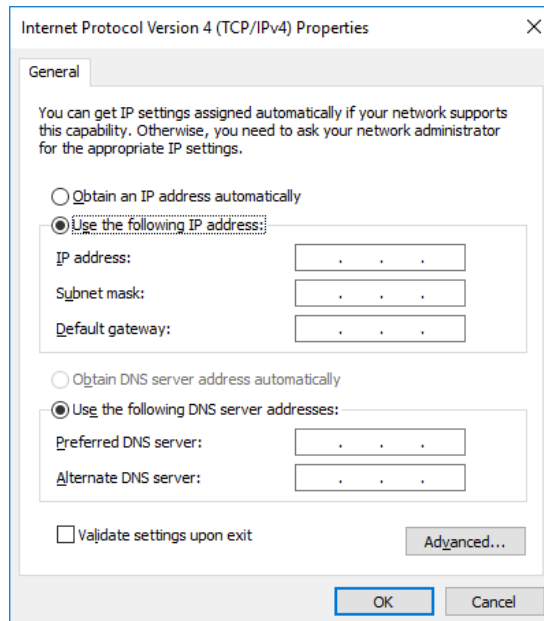 Internet Protocol Version 4 (TCP/IPv4) Properties
General
You can get IP settings assigned automatically if your network supports
this capability. Otherwise, you need to ask your network administrator
for the appropriate IP settings.
Obtain an IP address automatically
Use the following IP address:
IP address: . . .
Subnet mask: . . .
Default gateway: . . .
Obtain DNS server address automatically
Use the following DNS server addresses:
Preferred DNS server: . . .
Alternate DNS server: . . .
Validate settings upon exit
Advanced...
OK Cancel